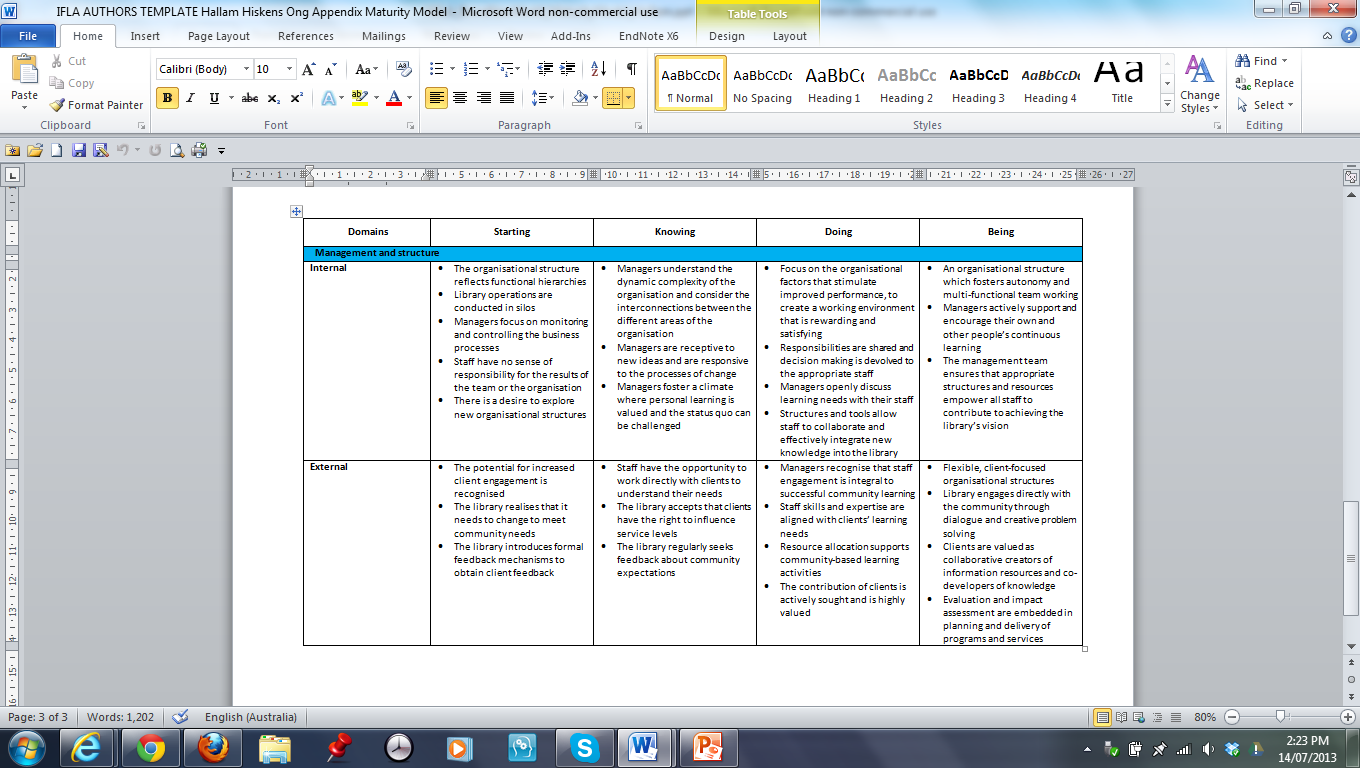 IFLA AUTHORS TEMPLATE Hallam Hiskens Ong Appendix Maturity Model - Microsoft Word non-commercial use
Table Tools
File Home Insert Page Layout References Mailings Review View Add-Ins EndNote X6 Design Layout
Paste
Cut
Copy
Format Painter
Clipboard
Calibri (Body) 10
Font
Paragraph
AaBbCcDc AaBbCcDc AaBbCc AaBbCc AaBbCcD AaBbCcDc Aa
¶ Normal No Spacing Heading 1 Heading 2 Heading 3 Heading 4 Title
Styles
Change
Styles
Find
Replace
Select
Editing
Domains Starting Knowing Doing Being
Management and structure
Internal
• The organisational structure
reflects functional hierarchies
• Library operations are
conducted in silos
• Managers focus on monitoring
and controlling the business
processes
• Staff have no sense of
responsibility for the results of
the team or the organisation
• There is a desire to explore
new organisational structures
• Managers understand the
dynamic complexity of the
organisation and consider the
interconnections between the
different areas of the
organisation
• Managers are receptive to
new ideas and are responsive
to the processes of change
• Managers foster a climate
where personal learning is
valued and the status quo can
be challenged
• Focus on the organisational
factors that stimulate
improved performance, to
create a working environment
that is rewarding and
satisfying
• Responsibilities are shared and
decision making is devolved to
the appropriate staff
• Managers openly discuss
learning needs with their staff
• Structures and tools allow
staff to collaborate and
effectively integrate new
knowledge into the library
• An organisational structure
which fosters autonomy and
multi-functional team working
• Managers actively support and
encourage their own and
other people's continuous
learning
• The management team
ensures that appropriate
structures and resources
empower all staff to
contribute to achieving the
library's vision
External
• The potential for increased
client engagement is
recognised
• The library realises that it
needs to change to meet
community needs
• The library introduces formal
feedback mechanisms to
obtain client feedback
• Staff have the opportunity to
work directly with clients to
understand their needs
• The library accepts that clients
have the right to influence
service levels
• The library regularly seeks
feedback about community
expectations
• Managers recognise that staff
engagement is integral to
successful community learning
• Staff skills and expertise are
aligned with clients' learning
needs
• Resource allocation supports
community-based learning
activities
• The contribution of clients is
actively sought and is highly
valued
• Flexible, client-focused
organisational structures
• Library engages directly with
the community through
dialogue and creative problem
solving
• Clients are valued as
collaborative creators of
information resources and co-
developers of knowledge
• Evaluation and impact
assessment are embedded in
planning and delivery of
programs and services
Page: 3 of 3 Words: 1,202 English (Australia) 80%
2:23 PM
14/07/2013